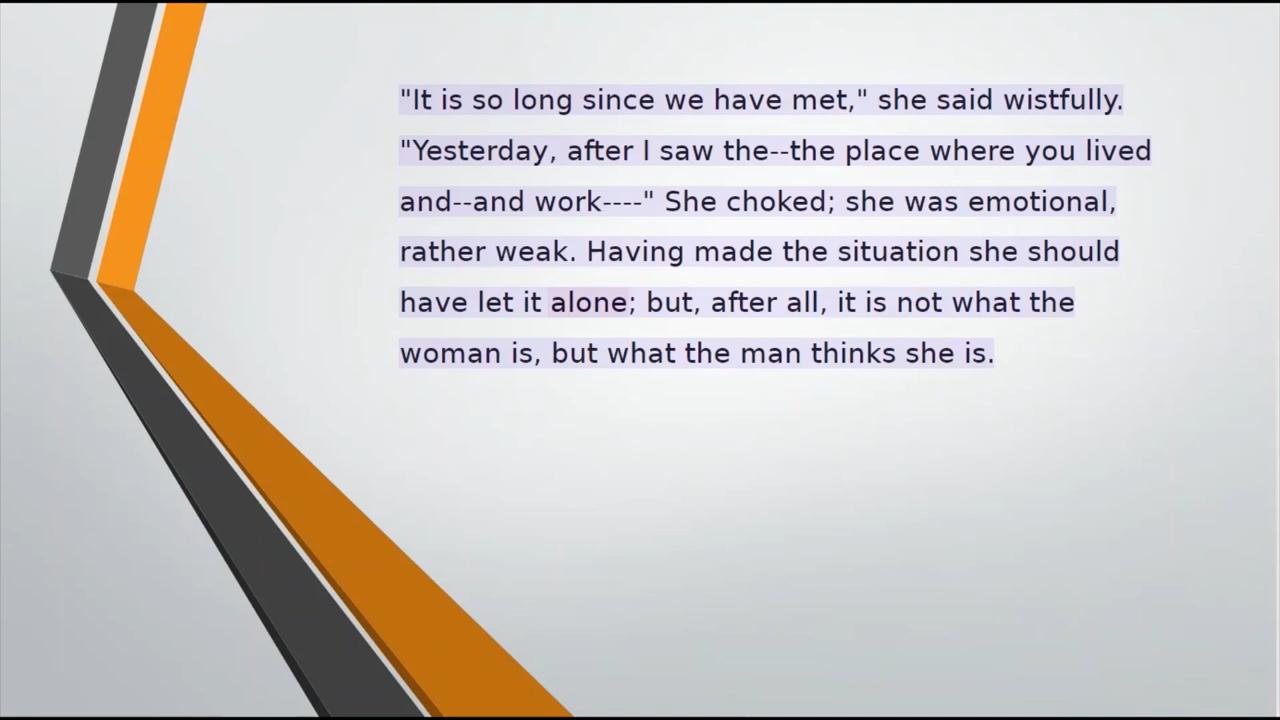 "It is so long since we have met," she said wistfully.
"Yesterday, after I saw the--the place where you lived
and--and work----" She choked; she was emotional,
rather weak. Having made the situation she should
have let it alone; but, after all, it is not what the
woman is, but what the man thinks she is.